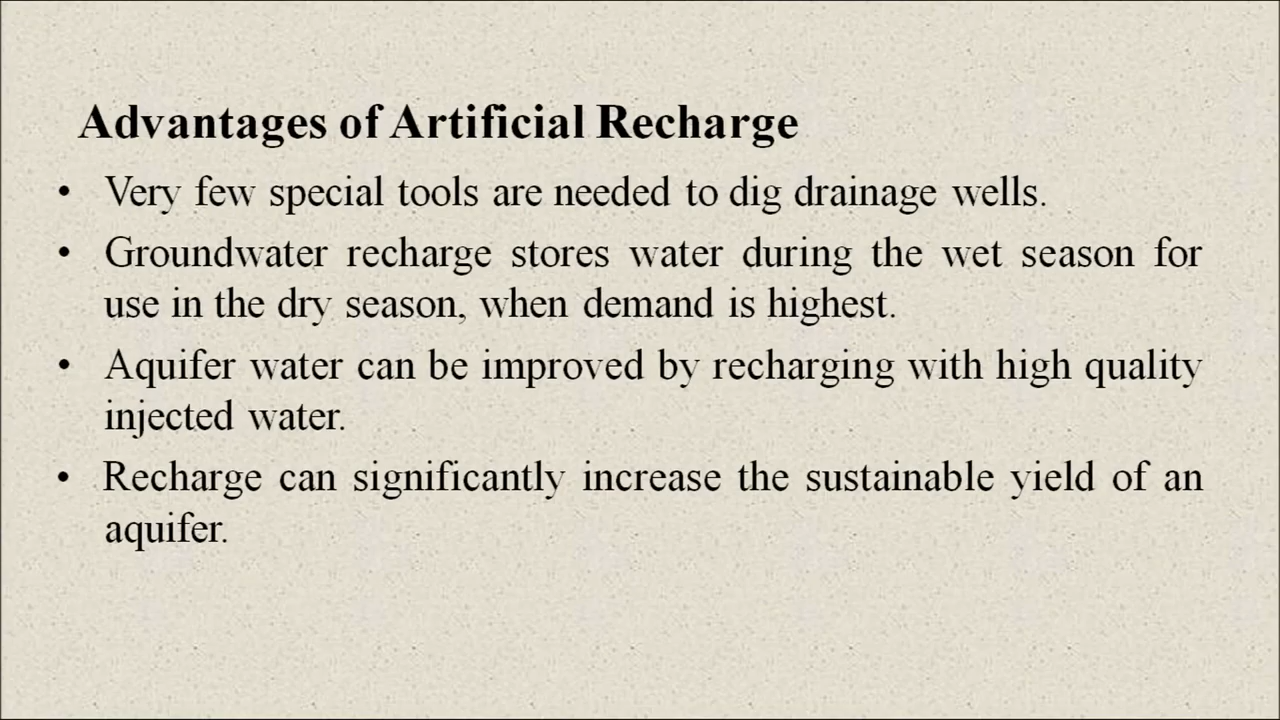 Advantages of Artificial Recharge
• Very few special tools are needed to dig drainage wells.
• Groundwater recharge stores water during the wet season for
use in the dry season, when demand is highest.
• Aquifer water can be improved by recharging with high quality
injected water.
• Recharge can significantly increase the sustainable yield of an
aquifer.